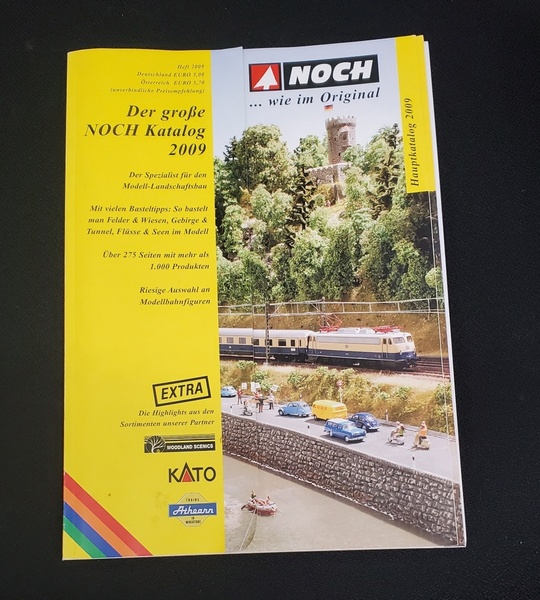 Heft 2009
Deutschland EURO 5,00
Österreich EURO 5,70
(unverbindliche Preisempfehlung)
Der große
NOCH Katalog
2009
Der Spezialist für den
Modell-Landschaftsbau
Mit vielen Basteltipps: So bastelt
man Felder & Wiesen, Gebirge &
Tunnel, Flüsse & Seen im Modell
Über 275 Seiten mit mehr als
1.000 Produkten
Riesige Auswahl an
Modellbahnfiguren
EXTRA
Die Highlights aus den
Sortimenten unserer Partner
WOODLAND SCENICS
KATO
TRAINS
Athearn
IN
MINIATURE
NOCH
... wie im Original
Hauptkatalog 2009